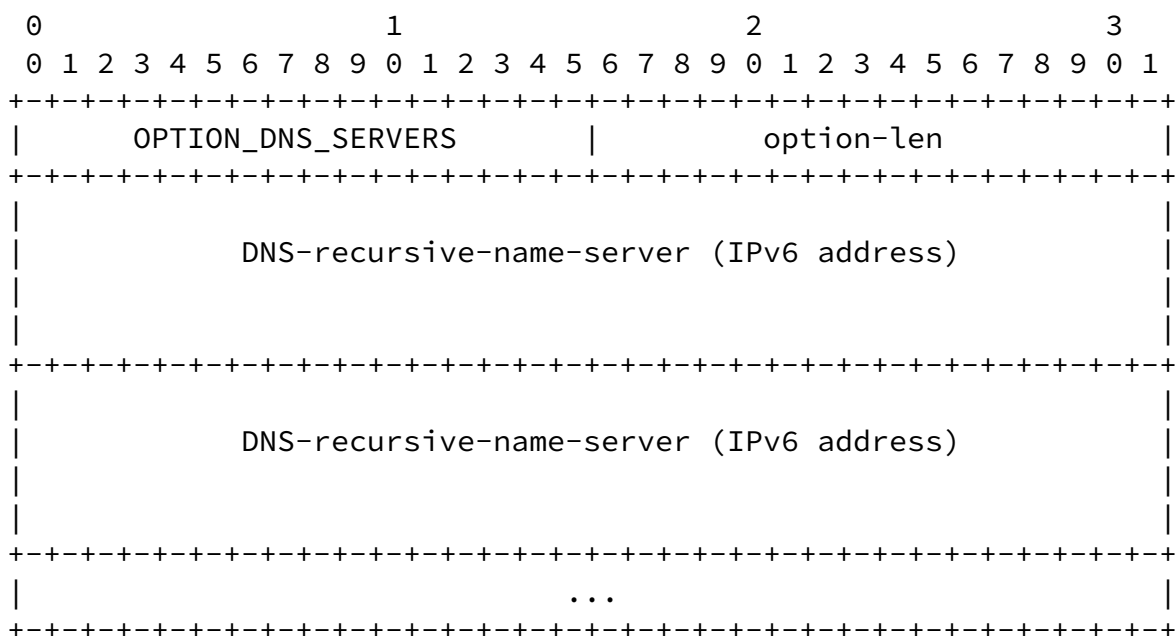 0                   1                   2                   3
 0 1 2 3 4 5 6 7 8 9 0 1 2 3 4 5 6 7 8 9 0 1 2 3 4 5 6 7 8 9 0 1
+-+-+-+-+-+-+-+-+-+-+-+-+-+-+-+-+-+-+-+-+-+-+-+-+-+-+-+-+-+-+-+-+
|      OPTION_DNS_SERVERS       |         option-len            |
+-+-+-+-+-+-+-+-+-+-+-+-+-+-+-+-+-+-+-+-+-+-+-+-+-+-+-+-+-+-+-+-+
|                                                               |
|            DNS-recursive-name-server (IPv6 address)           |
|                                                               |
|                                                               |
+-+-+-+-+-+-+-+-+-+-+-+-+-+-+-+-+-+-+-+-+-+-+-+-+-+-+-+-+-+-+-+-+
|                                                               |
|            DNS-recursive-name-server (IPv6 address)           |
|                                                               |
|                                                               |
+-+-+-+-+-+-+-+-+-+-+-+-+-+-+-+-+-+-+-+-+-+-+-+-+-+-+-+-+-+-+-+-+
|                              ...                              |
+-+-+-+-+-+-+-+-+-+-+-+-+-+-+-+-+-+-+-+-+-+-+-+-+-+-+-+-+-+-+-+-+